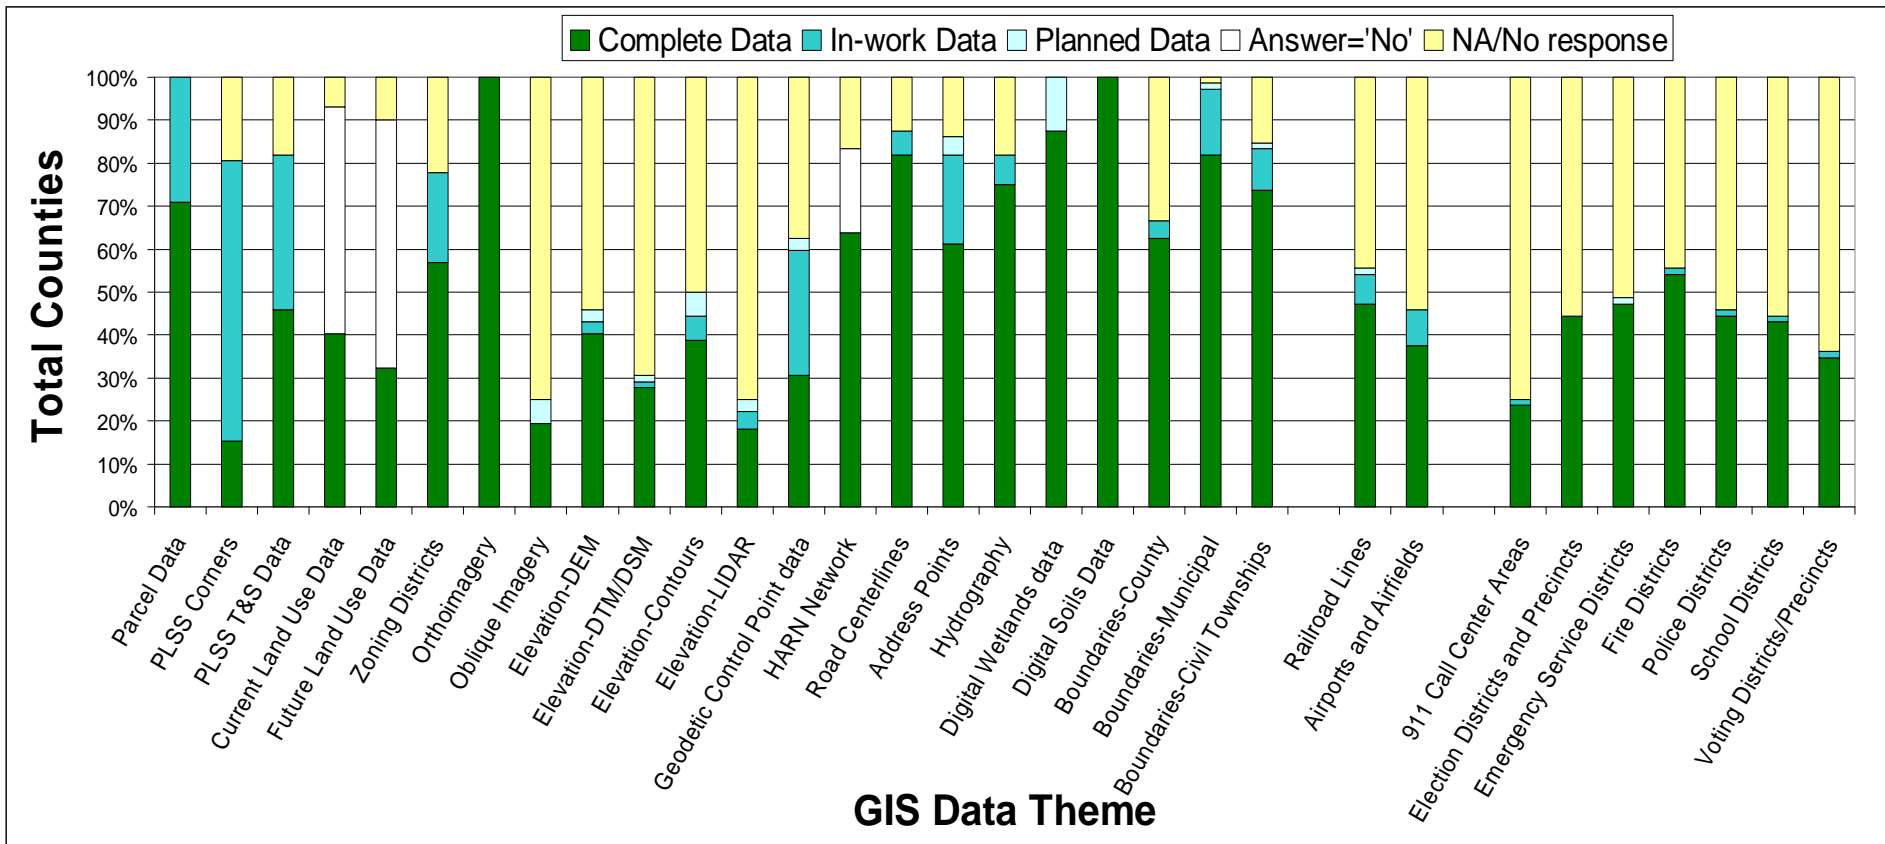 Complete Data In-work Data Planned Data Answer='No' NA/No response
100%
90%
80%
70%
60%
50%
40%
30%
20%
10%
0%
Total Counties
Parcel Data
PLSS Corners
PLSS T&S Data
Current Land Use Data
Future Land Use Data
Zoning Districts
Orthoimagery
Oblique Imagery
Elevation-DEM
Elevation-DTM/DSM
Elevation-Contours
Elevation-LIDAR
Geodetic Control Point data
HARN Network
Road Centerlines
Address Points
Hydrography
Digital Wetlands data
Digital Soils Data
Boundaries-County
Boundaries-Municipal
Boundaries-Civil Townships
Railroad Lines
Airports and Airfields
911 Call Center Areas
Election Districts and Precincts
Emergency Service Districts
Fire Districts
Police Districts
School Districts
Voting Districts/Precincts
GIS Data Theme